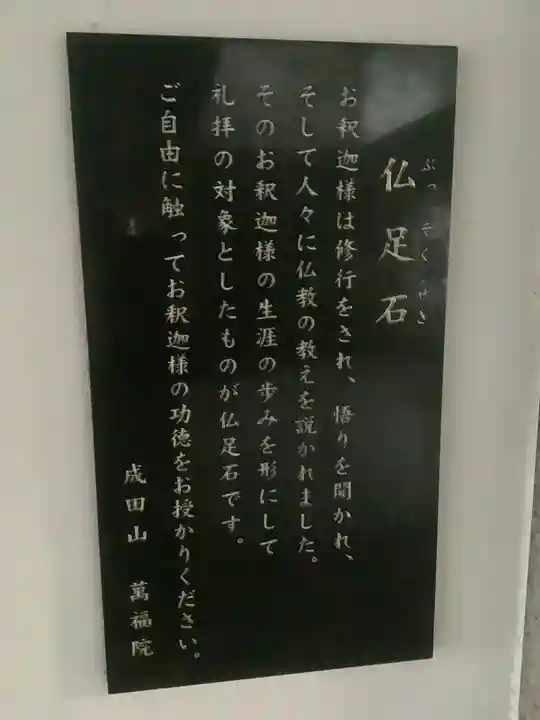 仏足石
ぶっそくせき
お釈迦様は修行をされ、悟りを開かれ、
そして人々に仏教の教えを説かれました。
そのお釈迦様の生涯の歩みを形にして
礼拝の対象としたものが仏足石です。
ご自由に触ってお釈迦様の功徳をお授かりください。
成田山 萬福院